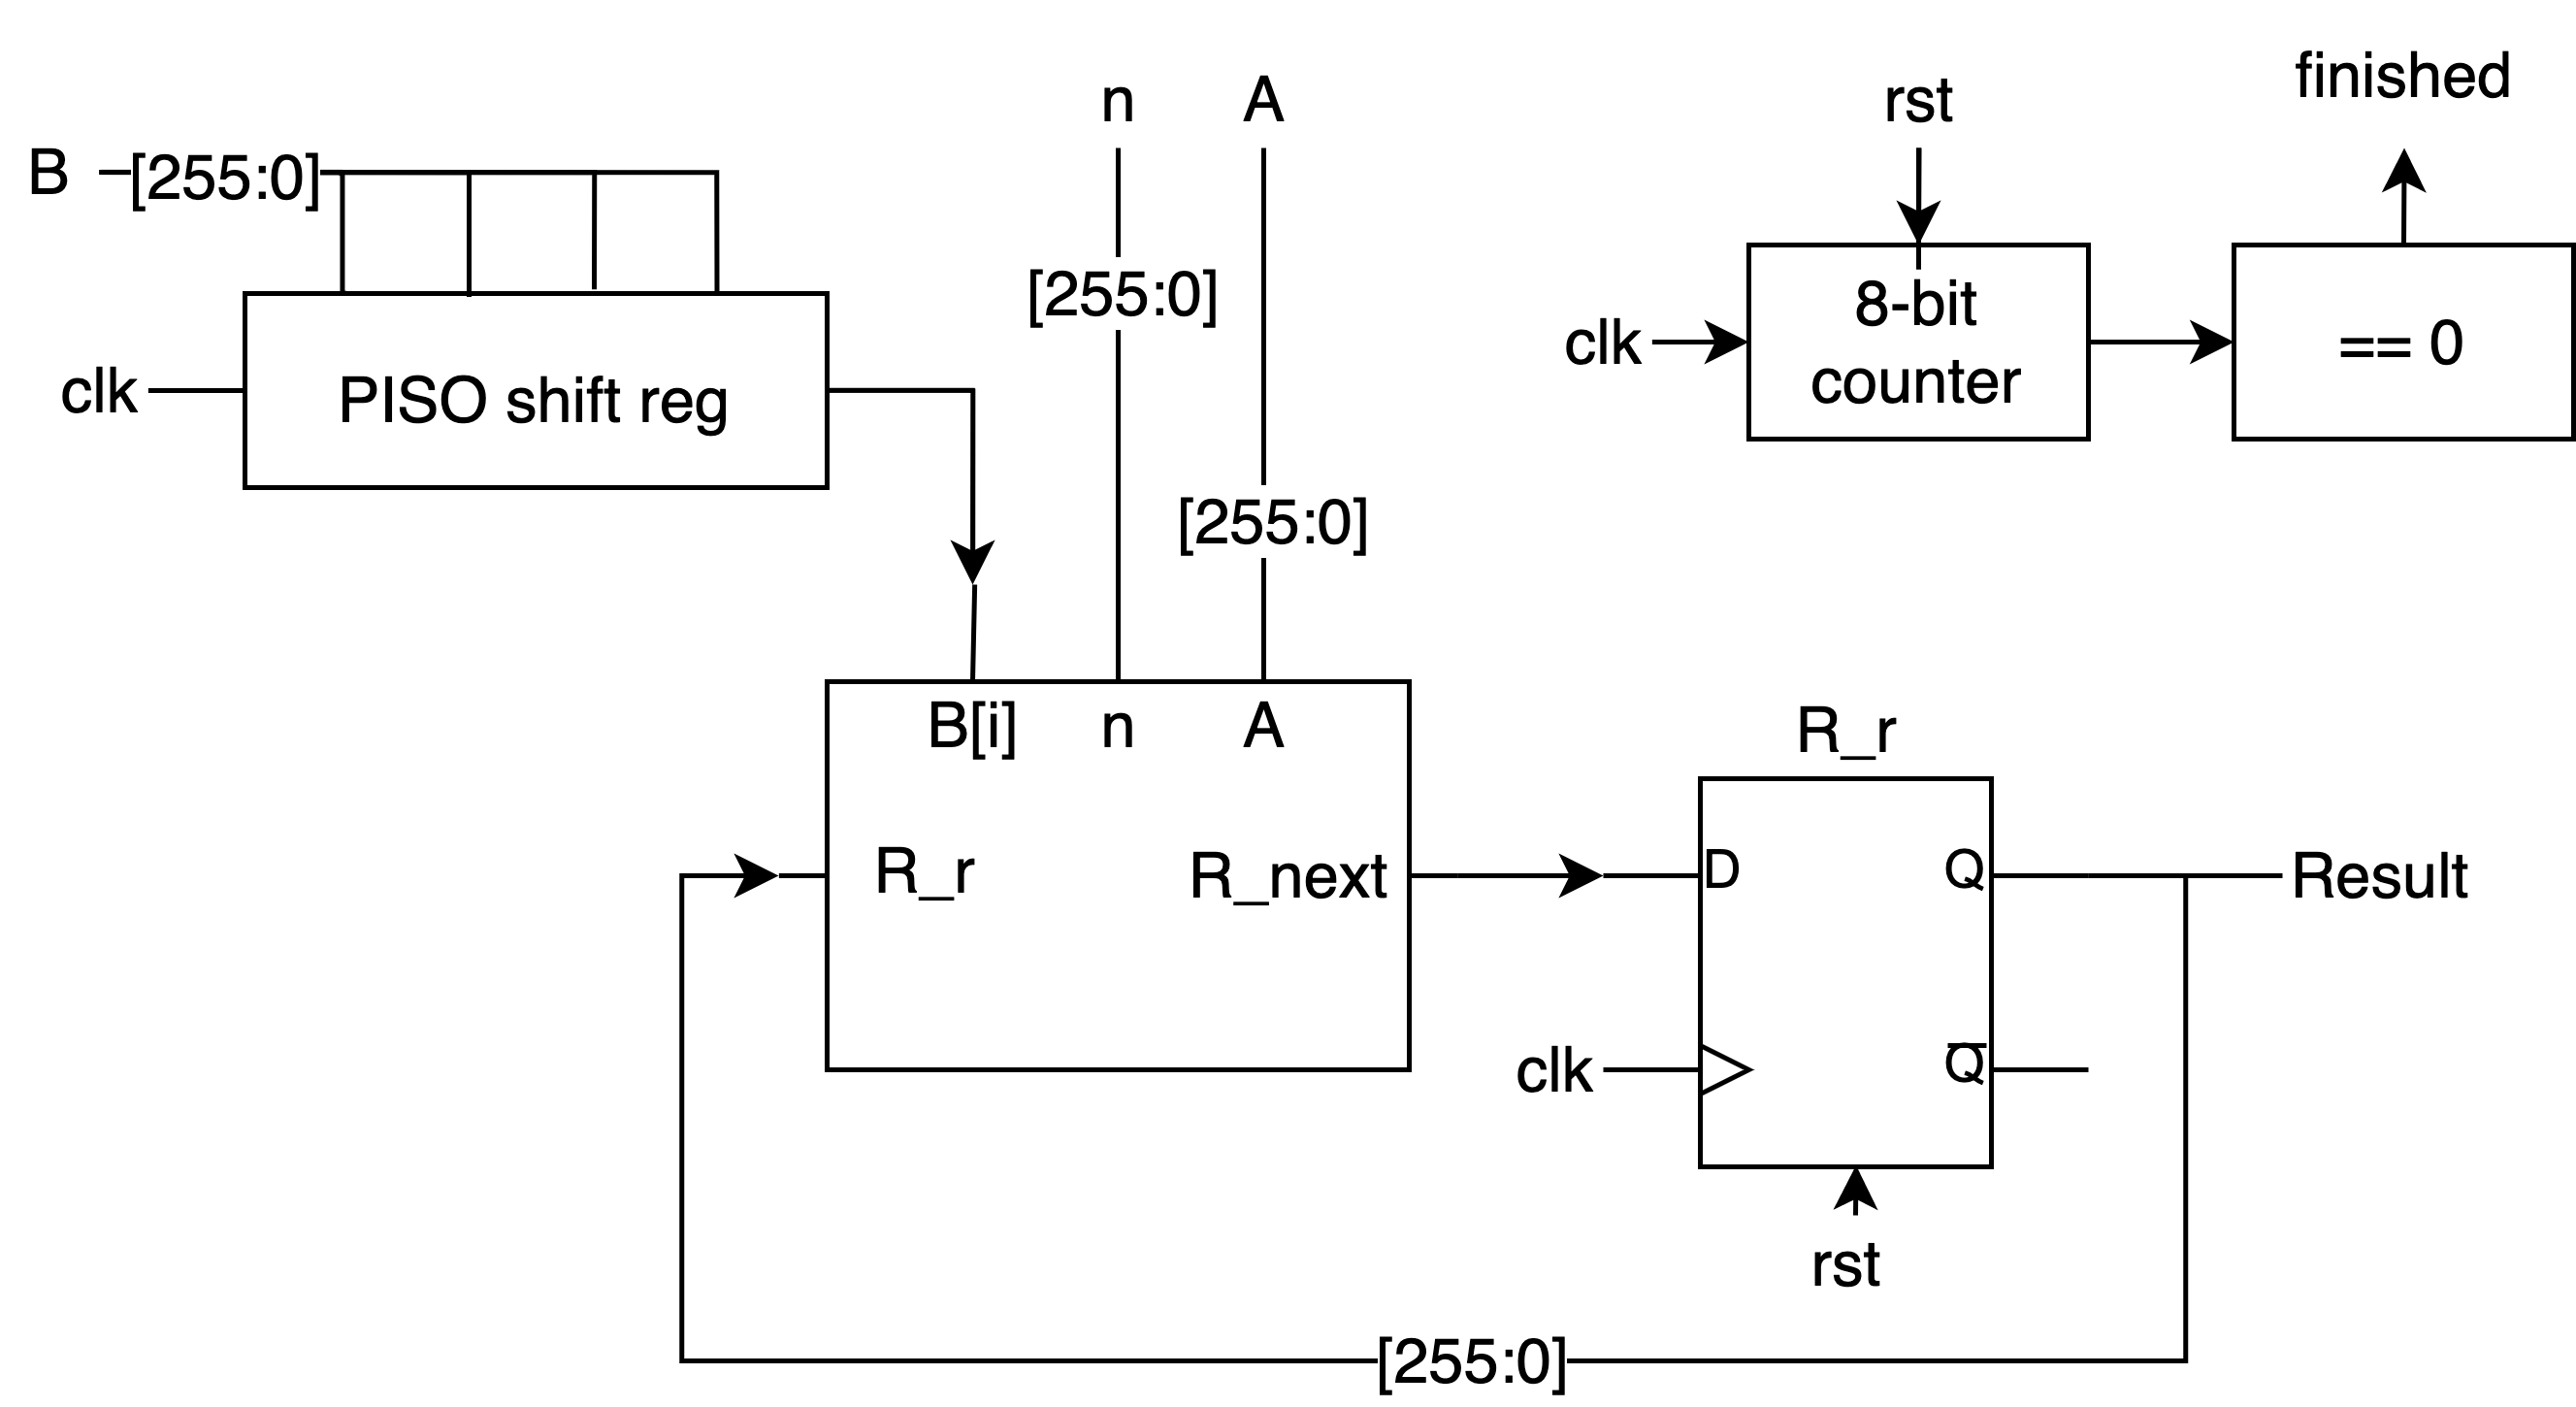 B
[255:0]
clk
PISO shift reg
n
A
[255:0]
[255:0]
rst
clk
8-bit
counter
finished
== 0
B[i]
n
A
R_r
R_next
R_r
D
Q
Q̅
clk
rst
Result
[255:0]